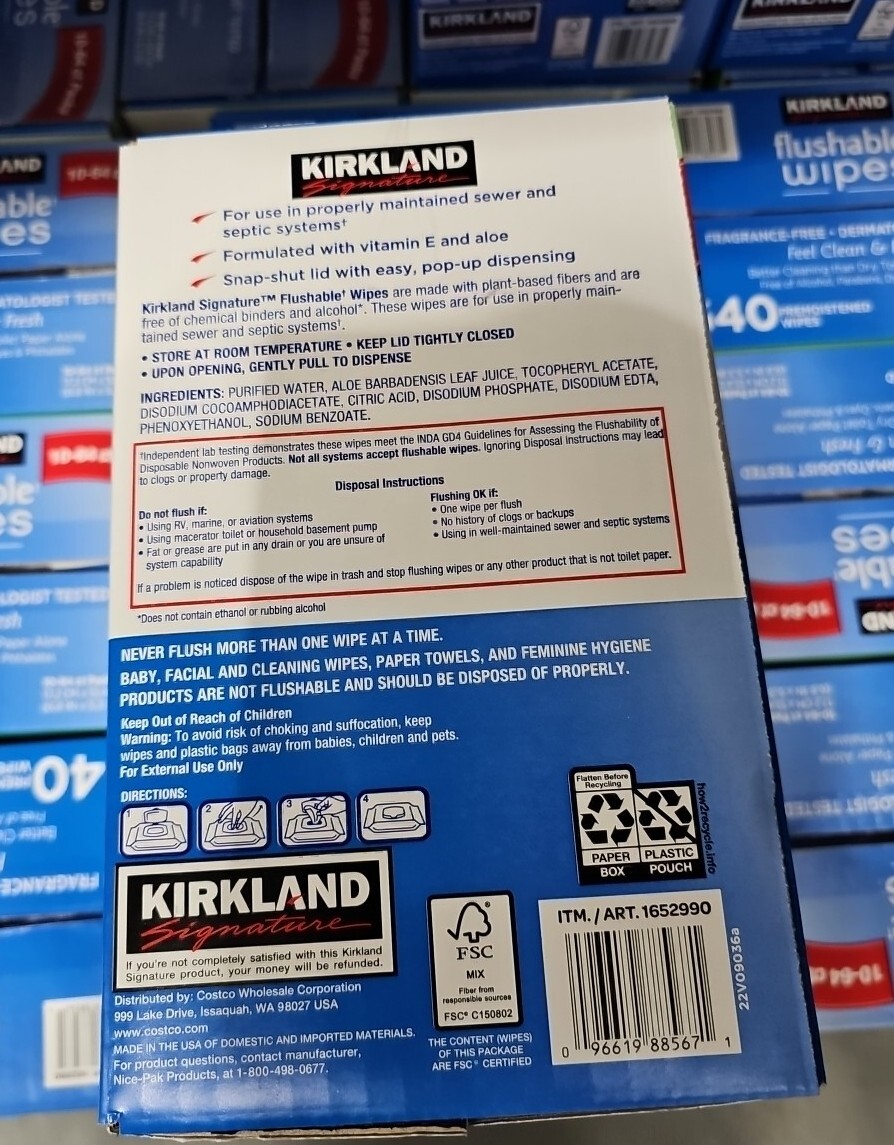 KIRKLAND
Signature
For use in properly maintained sewer and
septic systems†
Formulated with vitamin E and aloe
Snap-shut lid with easy, pop-up dispensing
Kirkland Signature™ Flushable† Wipes are made with plant-based fibers and are
free of chemical binders and alcohol*. These wipes are for use in properly main-
tained sewer and septic systems†.
• STORE AT ROOM TEMPERATURE • KEEP LID TIGHTLY CLOSED
• UPON OPENING, GENTLY PULL TO DISPENSE
INGREDIENTS: PURIFIED WATER, ALOE BARBADENSIS LEAF JUICE, TOCOPHERYL ACETATE,
DISODIUM COCOAMPHODIACETATE, CITRIC ACID, DISODIUM PHOSPHATE, DISODIUM EDTA,
PHENOXYETHANOL, SODIUM BENZOATE.
†Independent lab testing demonstrates these wipes meet the INDA GD4 Guidelines for Assessing the Flushability of
Disposable Nonwoven Products. Not all systems accept flushable wipes. Ignoring Disposal Instructions may lead
to clogs or property damage.
Disposal Instructions
Do not flush if:
• Using RV, marine, or aviation systems
• Using macerator toilet or household basement pump
• Fat or grease are put in any drain or you are unsure of
system capability
Flushing OK if:
• One wipe per flush
• No history of clogs or backups
• Using in well-maintained sewer and septic systems
If a problem is noticed dispose of the wipe in trash and stop flushing wipes or any other product that is not toilet paper.
*Does not contain ethanol or rubbing alcohol
NEVER FLUSH MORE THAN ONE WIPE AT A TIME.
BABY, FACIAL AND CLEANING WIPES, PAPER TOWELS, AND FEMININE HYGIENE
PRODUCTS ARE NOT FLUSHABLE AND SHOULD BE DISPOSED OF PROPERLY.
Keep Out of Reach of Children
Warning: To avoid risk of choking and suffocation, keep
wipes and plastic bags away from babies, children and pets.
For External Use Only
DIRECTIONS:
1 2 3 4
Flatten Before
Recycling
PAPER PLASTIC
BOX POUCH
how2recycle.info
KIRKLAND
Signature
If you're not completely satisfied with this Kirkland
Signature product, your money will be refunded.
Distributed by: Costco Wholesale Corporation
999 Lake Drive, Issaquah, WA 98027 USA
www.costco.com
MADE IN THE USA OF DOMESTIC AND IMPORTED MATERIALS.
For product questions, contact manufacturer,
Nice-Pak Products, at 1-800-498-0677.
FSC
MIX
Fiber from
responsible sources
FSC® C150802
THE CONTENT (WIPES)
OF THIS PACKAGE
ARE FSC® CERTIFIED
ITM. / ART. 1652990
0 96619 88567 1
22V09036a
KIRKLAND
KIRKLAND
flushable
wipes
FRAGRANCE-FREE • DERMAT
Feel Clean &
40 PREMOISTENED
WIPES